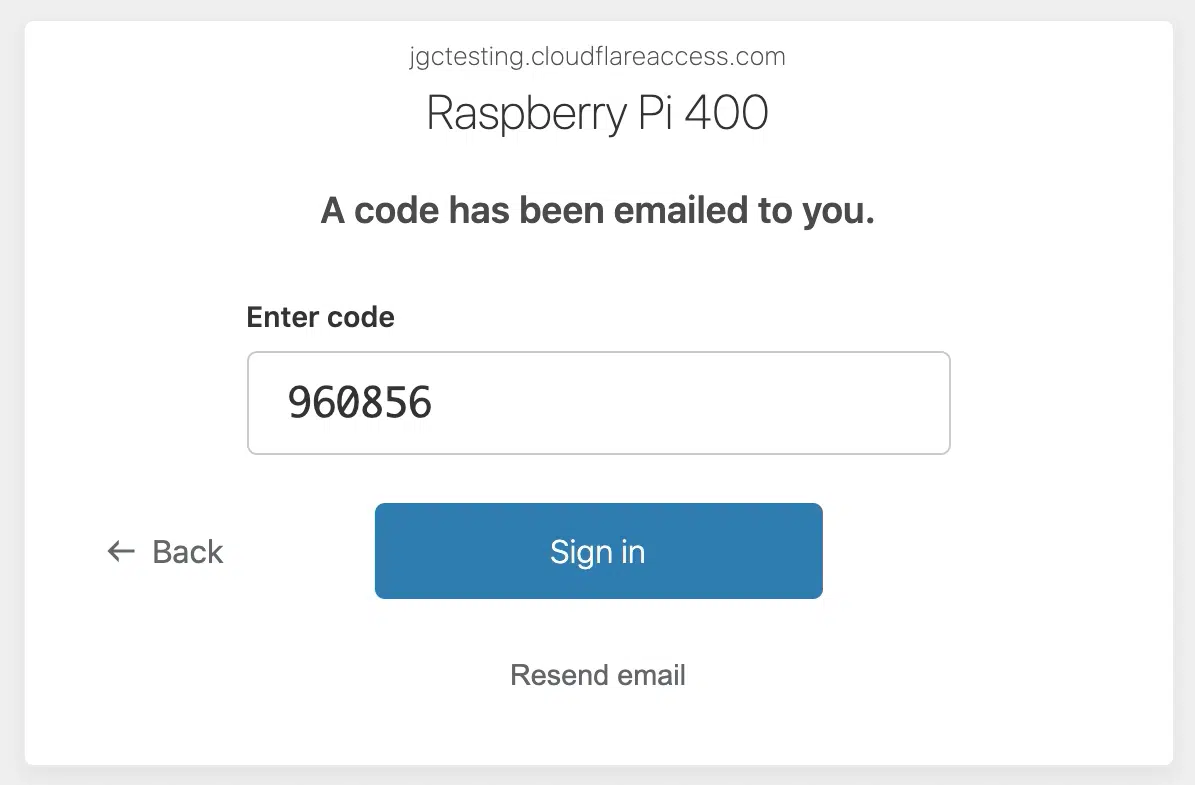 jgctesting.cloudflareaccess.com
Raspberry Pi 400
A code has been emailed to you.
Enter code
960856
← Back
Sign in
Resend email